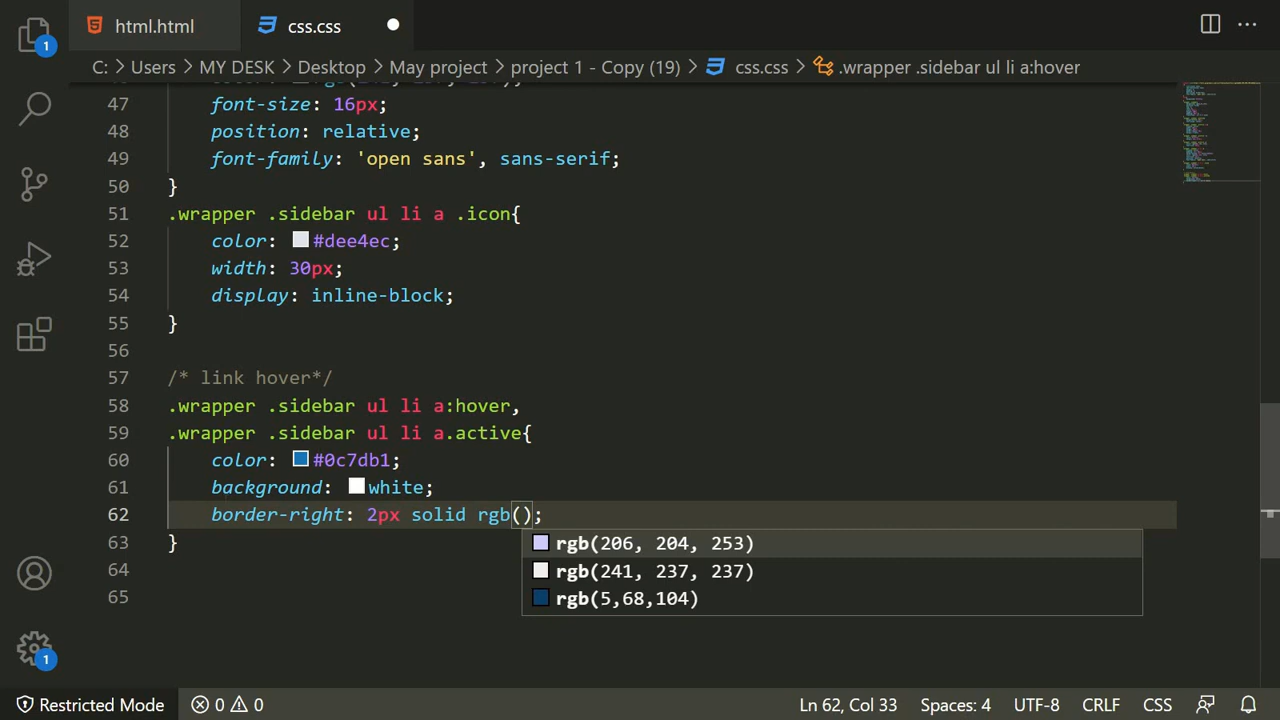 html.html
css.css
C: > Users > MY DESK > Desktop > May project > project 1 - Copy (19) > css.css > .wrapper .sidebar ul li a:hover
47 font-size: 16px;
48 position: relative;
49 font-family: 'open sans', sans-serif;
50 }
51 .wrapper .sidebar ul li a .icon{
52 color: #dee4ec;
53 width: 30px;
54 display: inline-block;
55 }
56
57 /* link hover*/
58 .wrapper .sidebar ul li a:hover,
59 .wrapper .sidebar ul li a.active{
60 color: #0c7db1;
61 background: white;
62 border-right: 2px solid rgb();
rgb(206, 204, 253)
63 }
rgb(241, 237, 237)
64
rgb(5,68,104)
65
1
1
Restricted Mode 0 0 Ln 62, Col 33 Spaces: 4 UTF-8 CRLF CSS